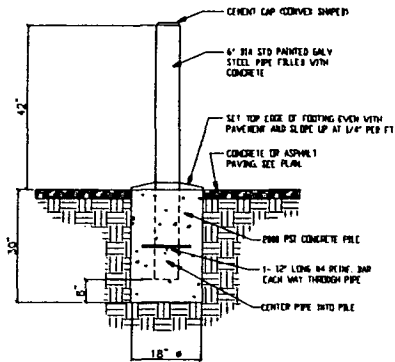 CEMENT CAP (CONVEX SHAPED)
6" DIA STD PAINTED GALV
STEEL PIPE FILLED WITH
CONCRETE
42"
SET TOP EDGE OF FOOTING EVEN WITH
PAVEMENT AND SLOPE UP AT 1/4" PER FT
CONCRETE OR ASPHALT
PAVING. SEE PLAN.
2000 PSI CONCRETE PILE
30"
1- 12" LONG #4 REINF. BAR
EACH WAY THROUGH PIPE
6"
CENTER PIPE INTO PILE
18" ø